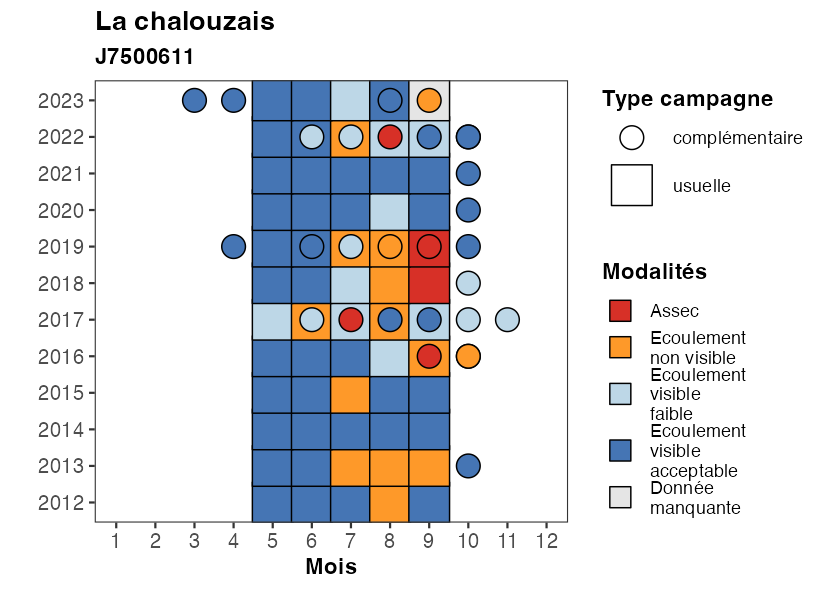 La chalouzais
J7500611
2023
2022
2021
2020
2019
2018
2017
2016
2015
2014
2013
2012
1 2 3 4 5 6 7 8 9 10 11 12
Mois
Type campagne
complémentaire
usuelle
Modalités
Assec
Ecoulement
non visible
Ecoulement
visible
faible
Ecoulement
visible
acceptable
Donnée
manquante